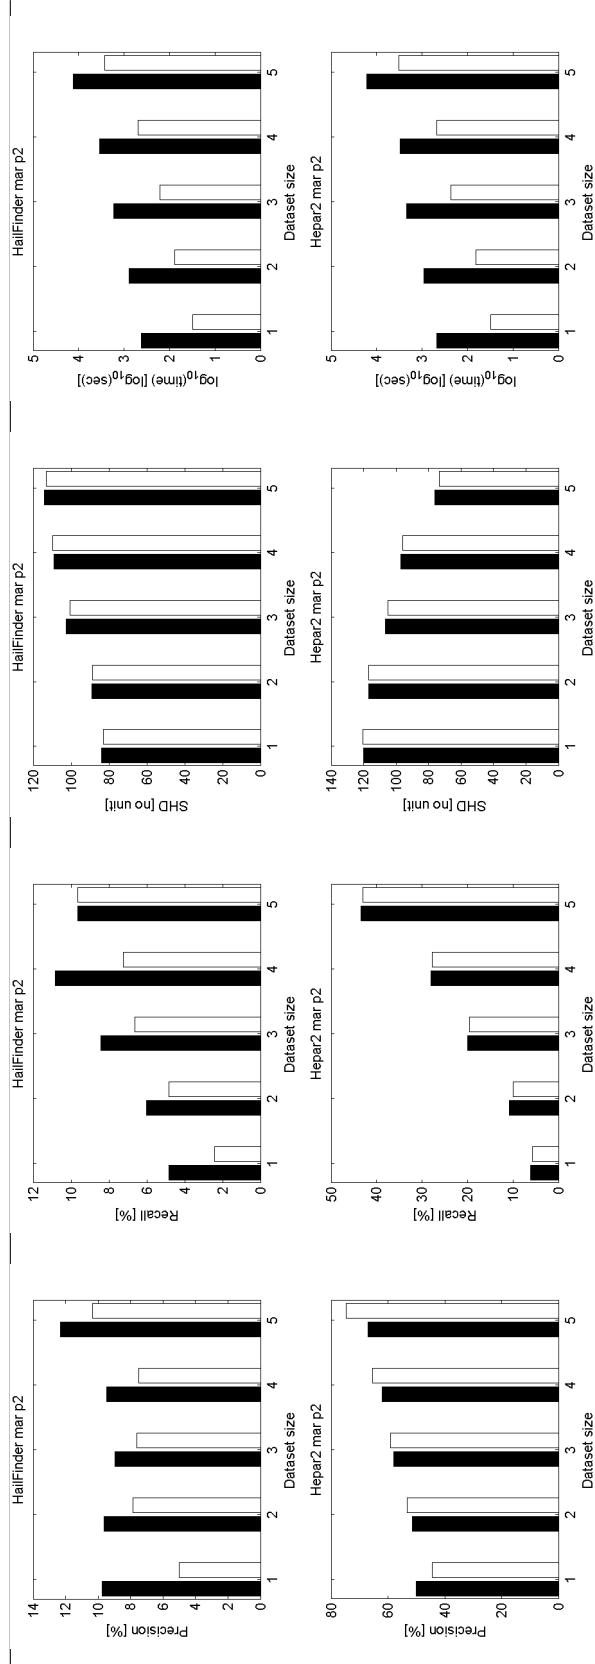 HailFinder mar p2
14
12
10
8
6
4
2
0
Precision [%]
1 2 3 4 5
Dataset size
HailFinder mar p2
12
10
8
6
4
2
0
Recall [%]
1 2 3 4 5
Dataset size
HailFinder mar p2
120
100
80
60
40
20
0
SHD [no unit]
1 2 3 4 5
Dataset size
HailFinder mar p2
5
4
3
2
1
0
log10(time) [log10(sec)]
1 2 3 4 5
Dataset size
Hepar2 mar p2
80
60
40
20
0
Precision [%]
1 2 3 4 5
Dataset size
Hepar2 mar p2
50
40
30
20
10
0
Recall [%]
1 2 3 4 5
Dataset size
Hepar2 mar p2
140
120
100
80
60
40
20
0
SHD [no unit]
1 2 3 4 5
Dataset size
Hepar2 mar p2
5
4
3
2
1
0
log10(time) [log10(sec)]
1 2 3 4 5
Dataset size